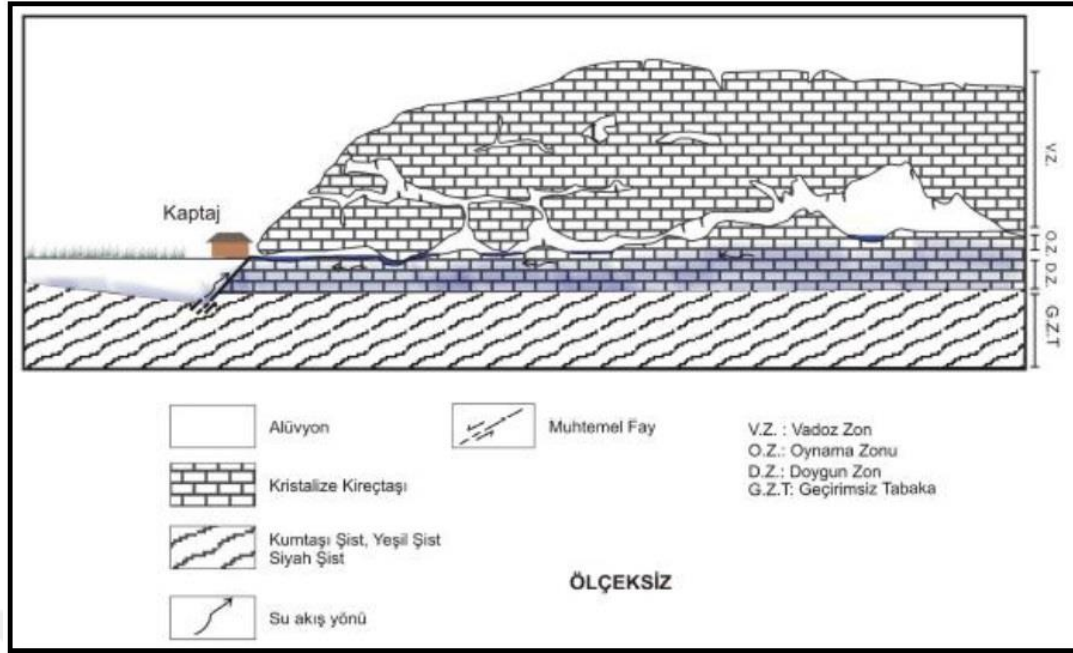 Kaptaj
V.Z.
O.Z.
D.Z
G.Z.T
Alüvyon
Muhtemel Fay
Kristalize Kireçtaşı
Kumtaşı Şist, Yeşil Şist
Siyah Şist
Su akış yönü
V.Z. : Vadoz Zon
O.Z.: Oynama Zonu
D.Z.: Doygun Zon
G.Z.T: Geçirimsiz Tabaka
ÖLÇEKSİZ